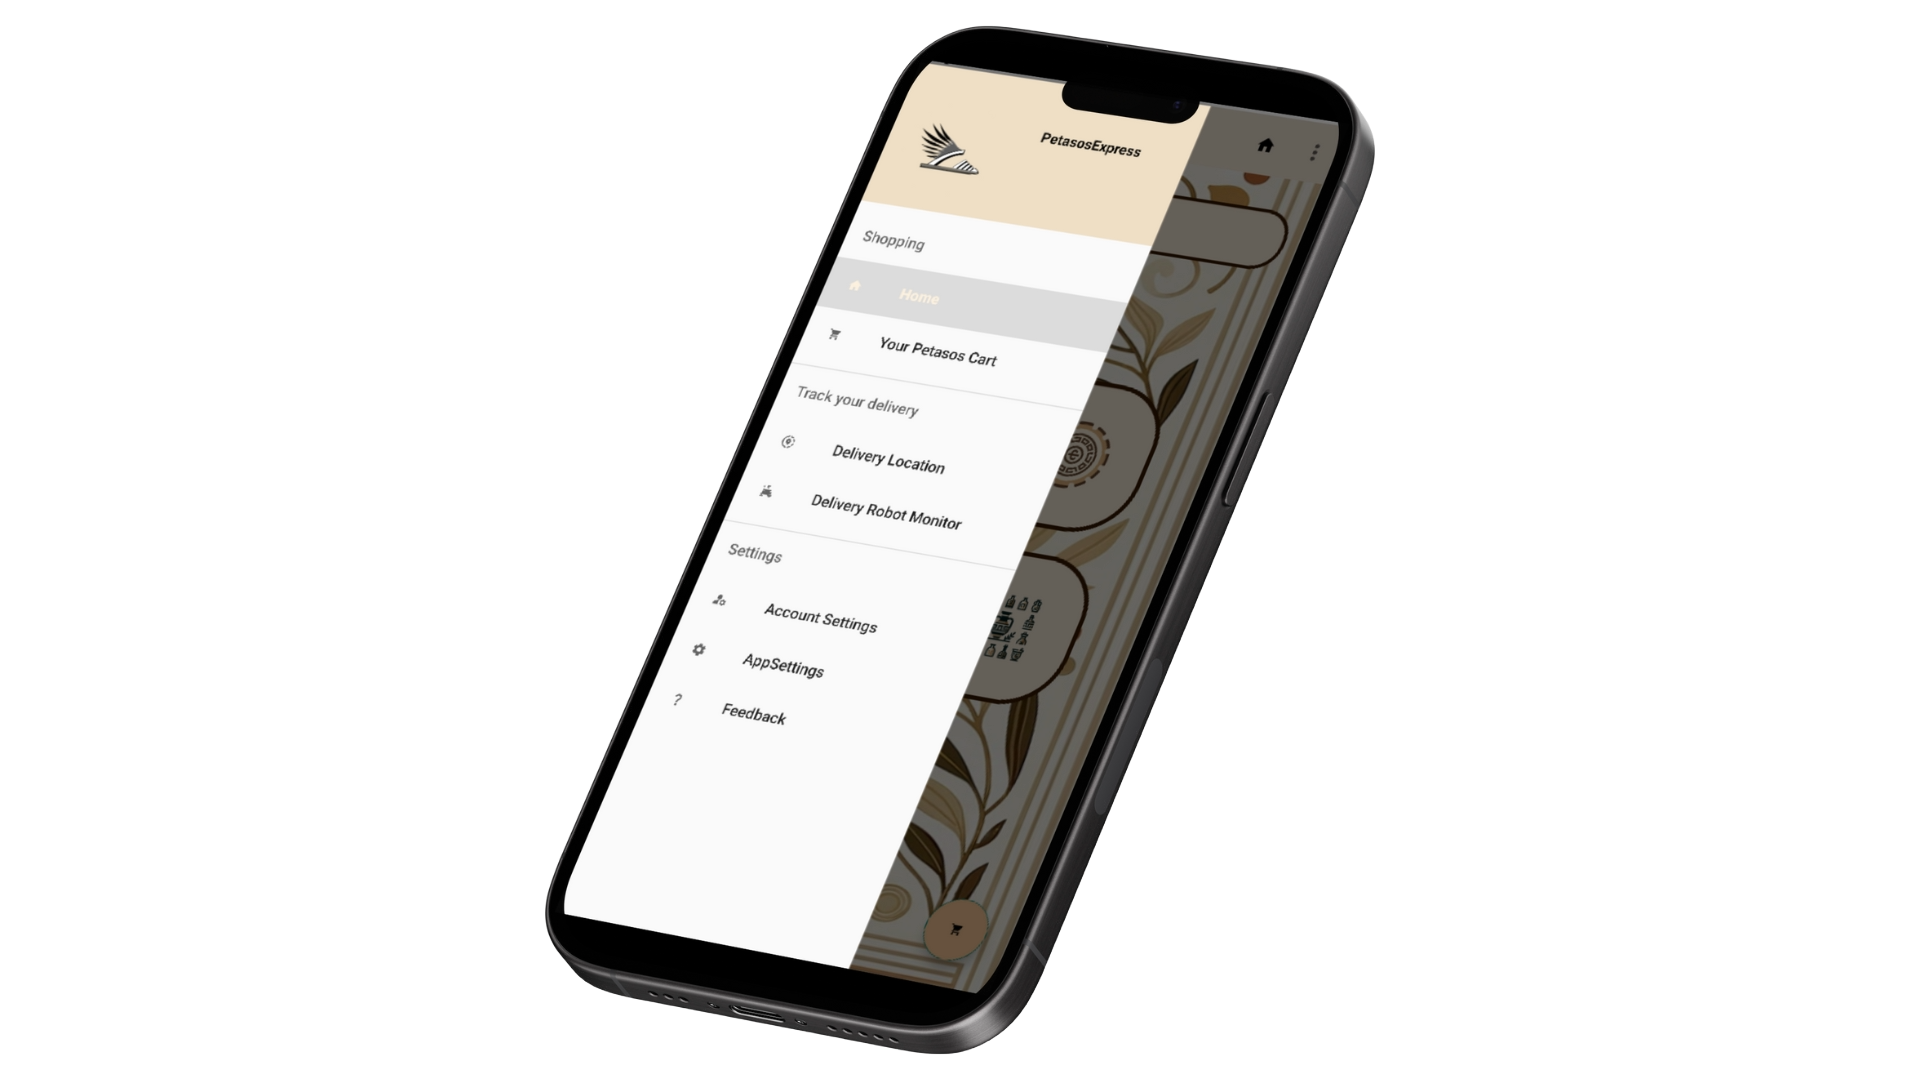 PetasosExpress
Shopping
Home
Your Petasos Cart
Track your delivery
Delivery Location
Delivery Robot Monitor
Settings
Account Settings
AppSettings
? Feedback